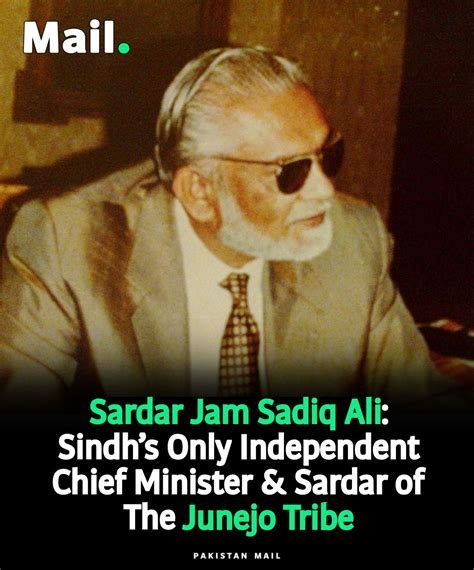 Mail.
Sardar Jam Sadiq Ali:
Sindh's Only Independent
Chief Minister & Sardar of
The Junejo Tribe
PAKISTAN MAIL